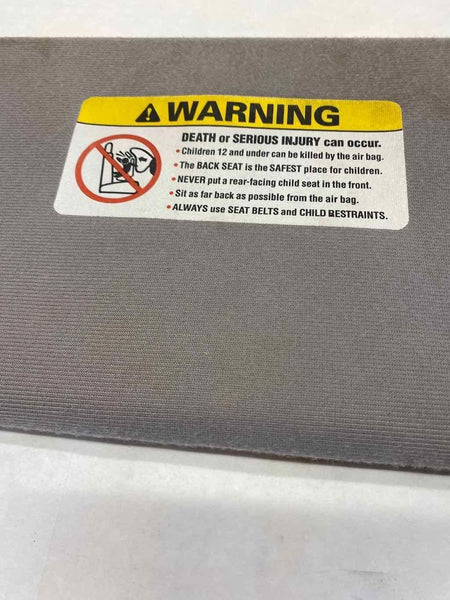 WARNING
DEATH or SERIOUS INJURY can occur.
• Children 12 and under can be killed by the air bag.
• The BACK SEAT is the SAFEST place for children.
• NEVER put a rear-facing child seat in the front.
• Sit as far back as possible from the air bag.
• ALWAYS use SEAT BELTS and CHILD RESTRAINTS.